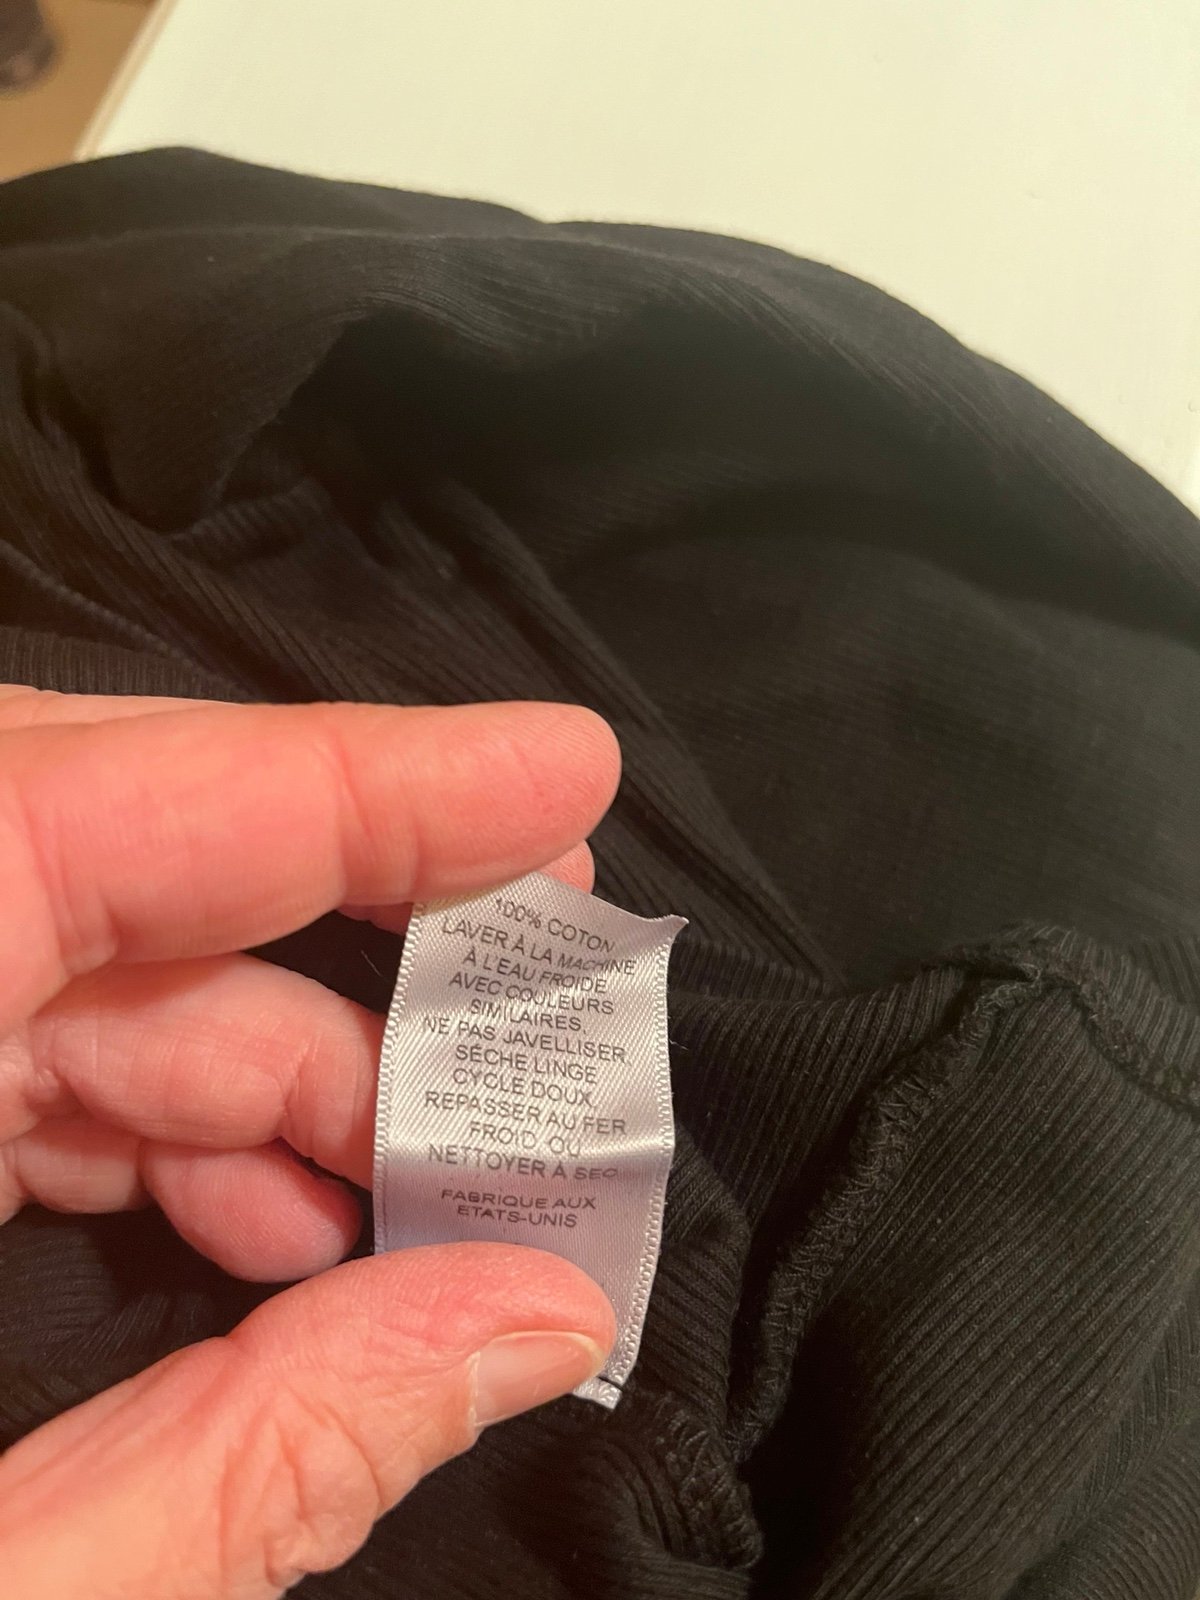 100% COTON
LAVER À LA MACHINE
À L'EAU FROIDE
AVEC COULEURS
SIMILAIRES,
NE PAS JAVELLISER
SÉCHE LINGE
CYCLE DOUX
REPASSER AU FER
FROID, OU
NETTOYER À SEC
FABRIQUE AUX
ETATS-UNIS